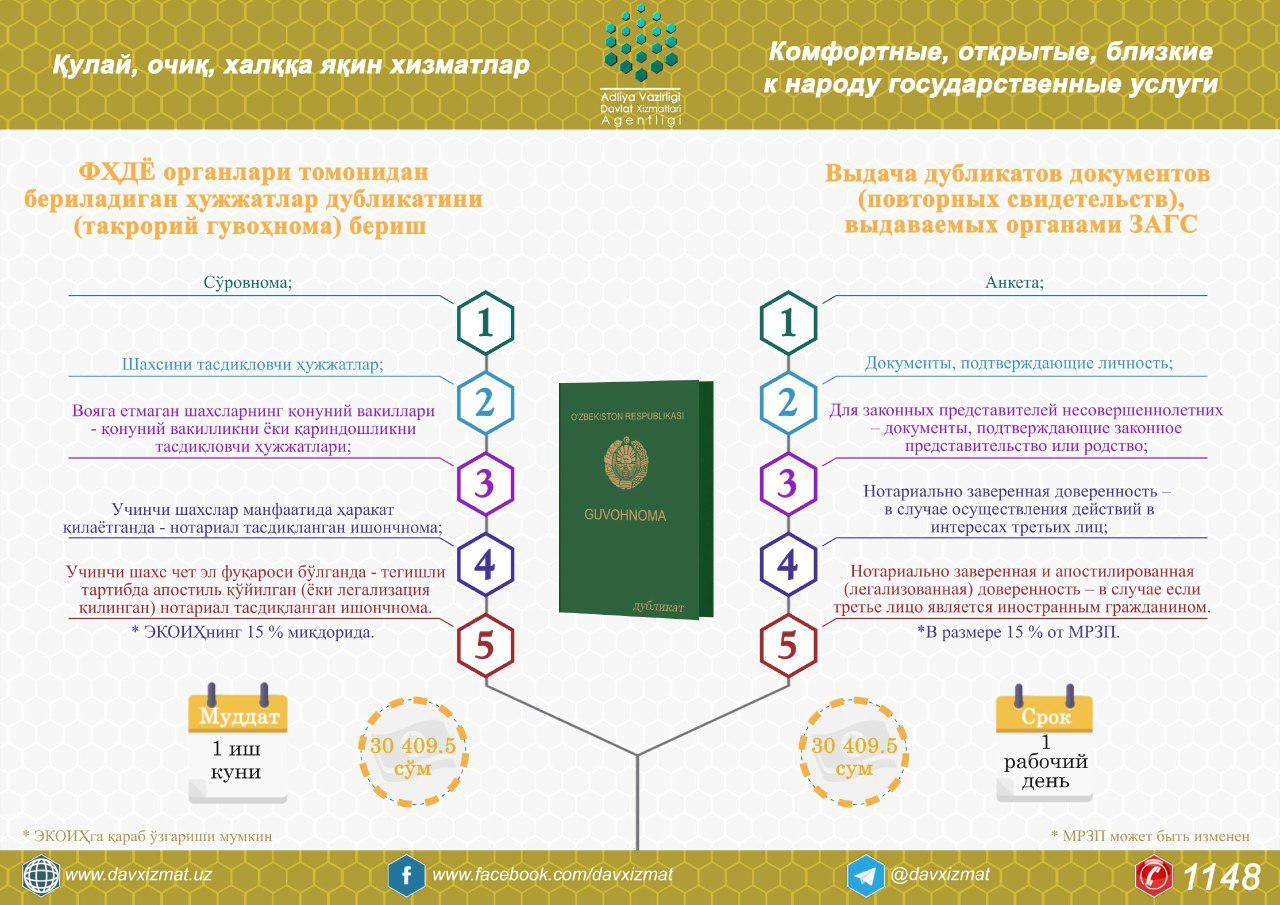 Қулай, очиқ, халққа яқин хизматлар
Adliya Vazirligi
Davlat Xizmatlari
Agentligi
Комфортные, открытые, близкие
к народу государственные услуги
ФҲДЁ органлари томонидан
бериладиган ҳужжатлар дубликатини
(такрорий гувоҳнома) бериш
Сўровнома;
1
Шахсини тасдиқловчи ҳужжатлар;
2
Вояга етмаган шахсларнинг қонуний вакиллари
- қонуний вакилликни ёки қариндошликни
тасдиқловчи ҳужжатлари;
3
Учинчи шахслар манфаатида ҳаракат
қилаётганда - нотариал тасдиқланган ишончнома;
4
Учинчи шахс чет эл фуқароси бўлганда - тегишли
тартибда апостиль қўйилган (ёки легализация
қилинган) нотариал тасдиқланган ишончнома.
5
* ЭКОИҲнинг 15 % миқдорида.
Муддат
1 иш
куни
30 409.5
сўм
* ЭКОИҲга қараб ўзгариши мумкин
O'ZBEKISTON RESPUBLIKASI
GUVOHNOMA
дубликат
Выдача дубликатов документов
(повторных свидетельств),
выдаваемых органами ЗАГС
Анкета;
1
Документы, подтверждающие личность;
2
Для законных представителей несовершеннолетних
– документы, подтверждающие законное
представительство или родство;
3
Нотариально заверенная доверенность –
в случае осуществления действий в
интересах третьих лиц;
4
Нотариально заверенная и апостилированная
(легализованная) доверенность – в случае если
третье лицо является иностранным гражданином.
5
*В размере 15 % от МРЗП.
30 409.5
сум
Срок
1
рабочий
день
* МРЗП может быть изменен
www.davxizmat.uz
f
www.facebook.com/davxizmat
@davxizmat
1148